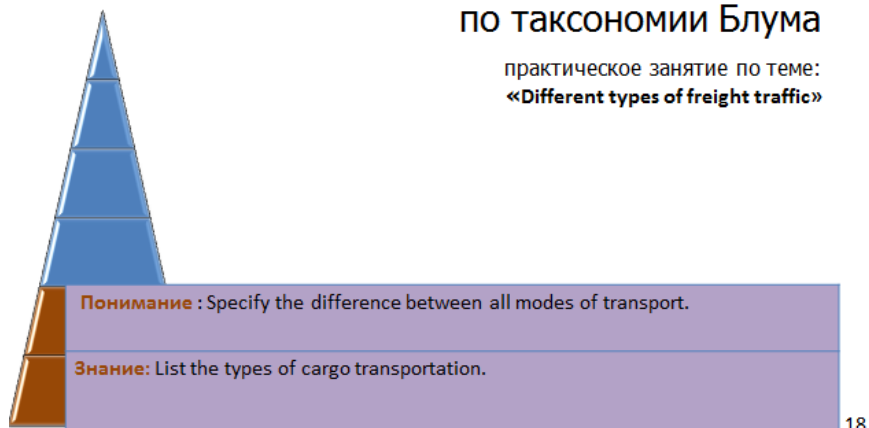 по таксономии Блума
практическое занятие по теме:
«Different types of freight traffic»
Понимание : Specify the difference between all modes of transport.
Знание: List the types of cargo transportation.
18